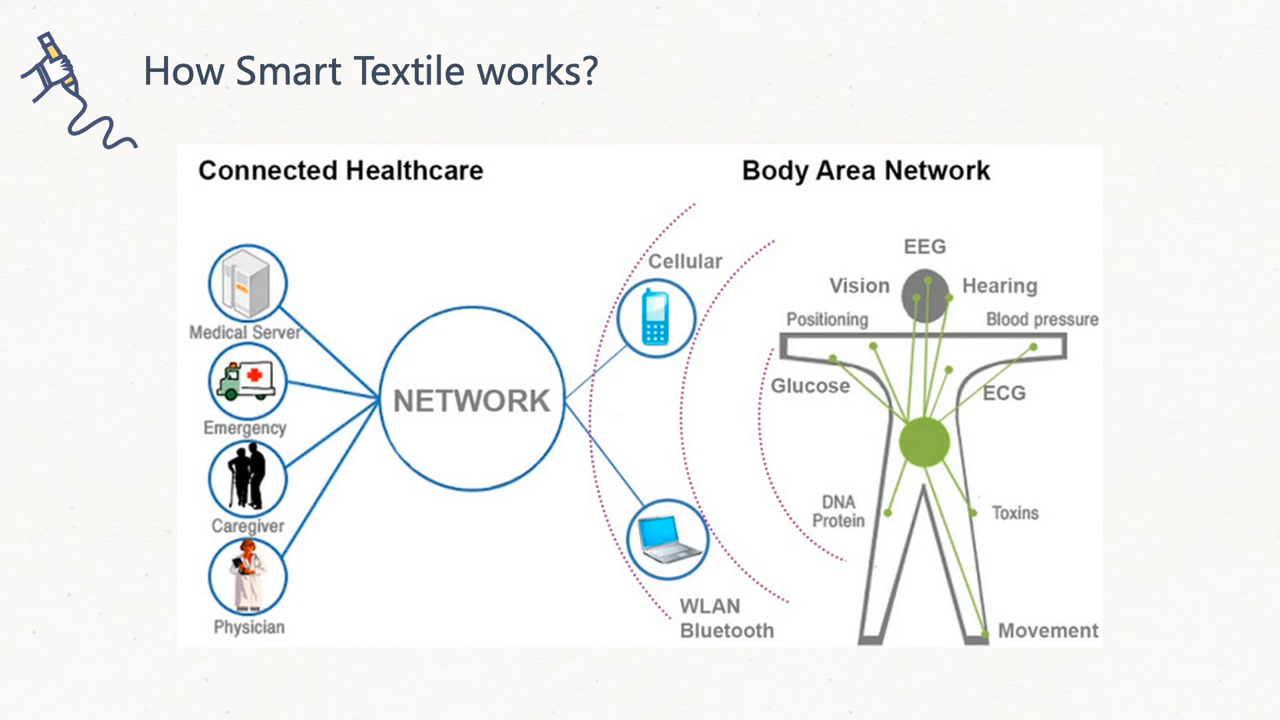 How Smart Textile works?
Connected Healthcare
Medical Server
Emergency
Caregiver
Physician
NETWORK
Cellular
WLAN
Bluetooth
Body Area Network
EEG
Vision
Hearing
Positioning
Blood pressure
Glucose
ECG
DNA
Protein
Toxins
Movement